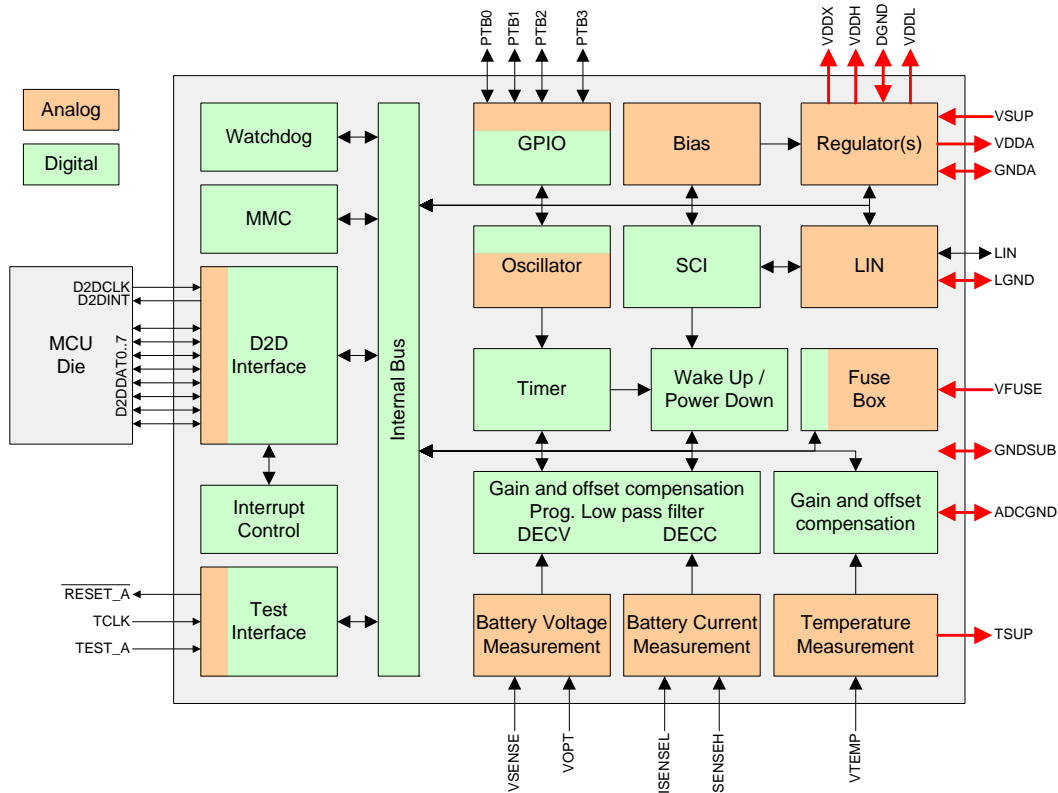 PTB0
PTB1
PTB2
PTB3
VDDX
VDDH
DGND
VDDL
Analog
Digital
Watchdog
GPIO
Bias
Regulator(s)
VSUP
VDDA
GNDA
MMC
Oscillator
SCI
LIN
LIN
LGND
MCU
Die
D2DCLK
D2DINT
D2DDAT0..7
D2D
Interface
Internal Bus
Timer
Wake Up /
Power Down
Fuse
Box
VFUSE
GNDSUB
Interrupt
Control
Gain and offset compensation
Prog. Low pass filter
DECV
DECC
Gain and offset
compensation
ADCGND
RESET_A
TCLK
TEST_A
Test
Interface
Battery Voltage
Measurement
Battery Current
Measurement
Temperature
Measurement
TSUP
VSENSE
VOPT
ISENSEL
SENSEH
VTEMP